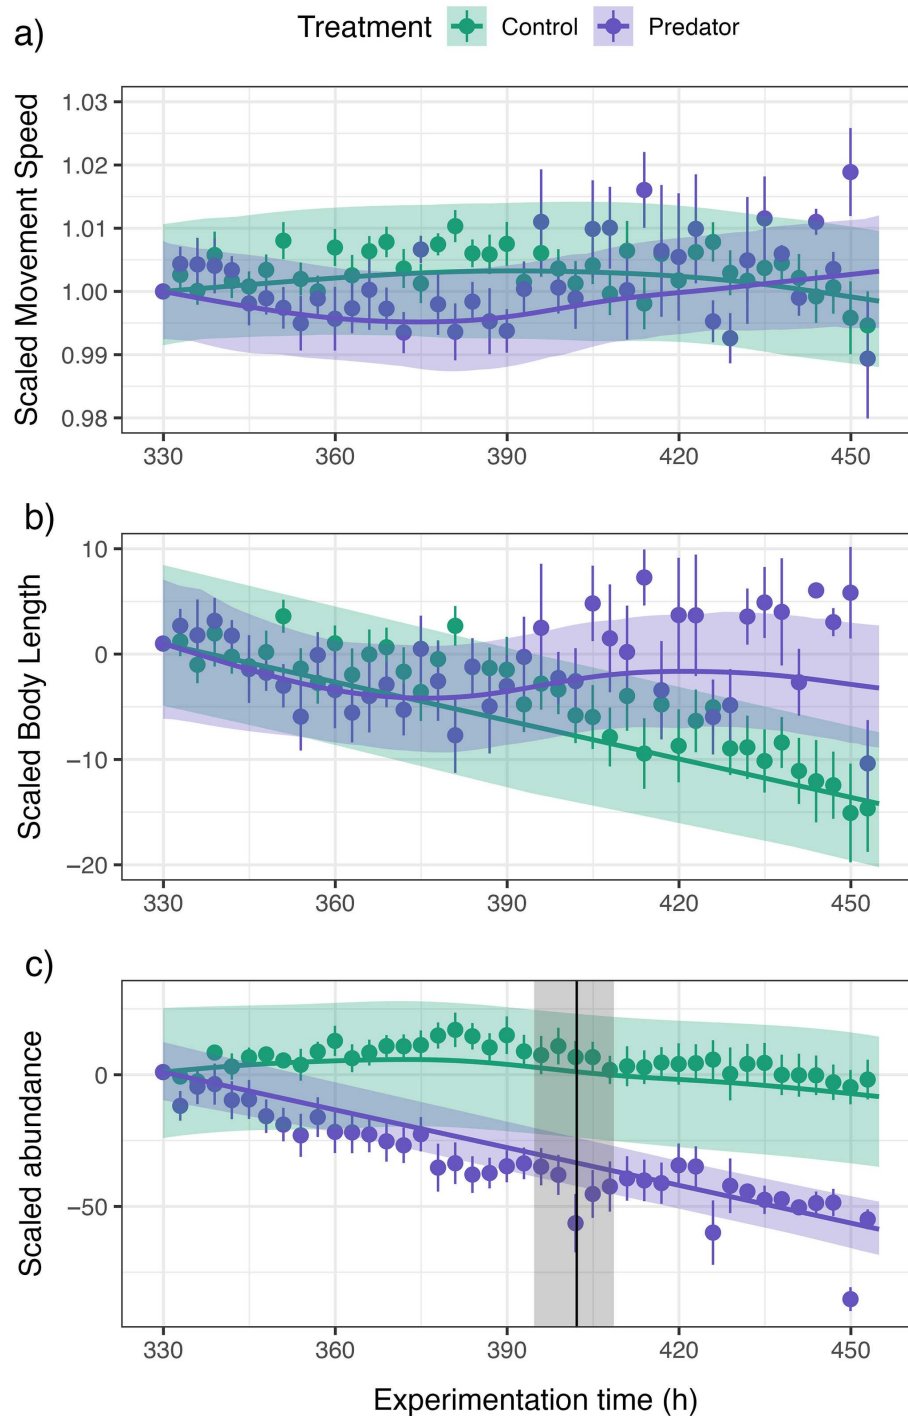 a)
Treatment Control Predator
Scaled Movement Speed
1.03
1.02
1.01
1.00
0.99
0.98
330 360 390 420 450
b)
Scaled Body Length
10
0
−10
−20
330 360 390 420 450
c)
Scaled abundance
0
−50
330 360 390 420 450
Experimentation time (h)